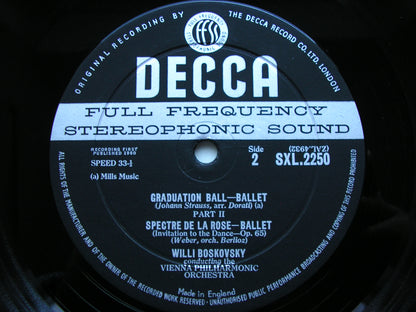 ORIGINAL RECORDING BY
THE DECCA RECORD CO. LTD. LONDON
FULL FREQUENCY STEREOPHONIC
FFSS
DECCA
FULL FREQUENCY
STEREOPHONIC SOUND
RECORDING FIRST
PUBLISHED 1960
SPEED 33⅓
(a) Mills Music
Side
2
(ZAL.4932)
SXL.2250
GRADUATION BALL—BALLET
(Johann Strauss, arr. Dorati) (a)
PART II
SPECTRE DE LA ROSE—BALLET
(Invitation to the Dance—Op. 65)
(Weber, orch. Berlioz)
WILLI BOSKOVSKY
conducting the
VIENNA PHILHARMONIC
ORCHESTRA
Made in England
ALL RIGHTS OF THE MANUFACTURER AND OF THE OWNER OF THE RECORDED WORK RESERVED · UNAUTHORISED PUBLIC PERFORMANCE BROADCASTING AND COPYING OF THIS RECORD PROHIBITED